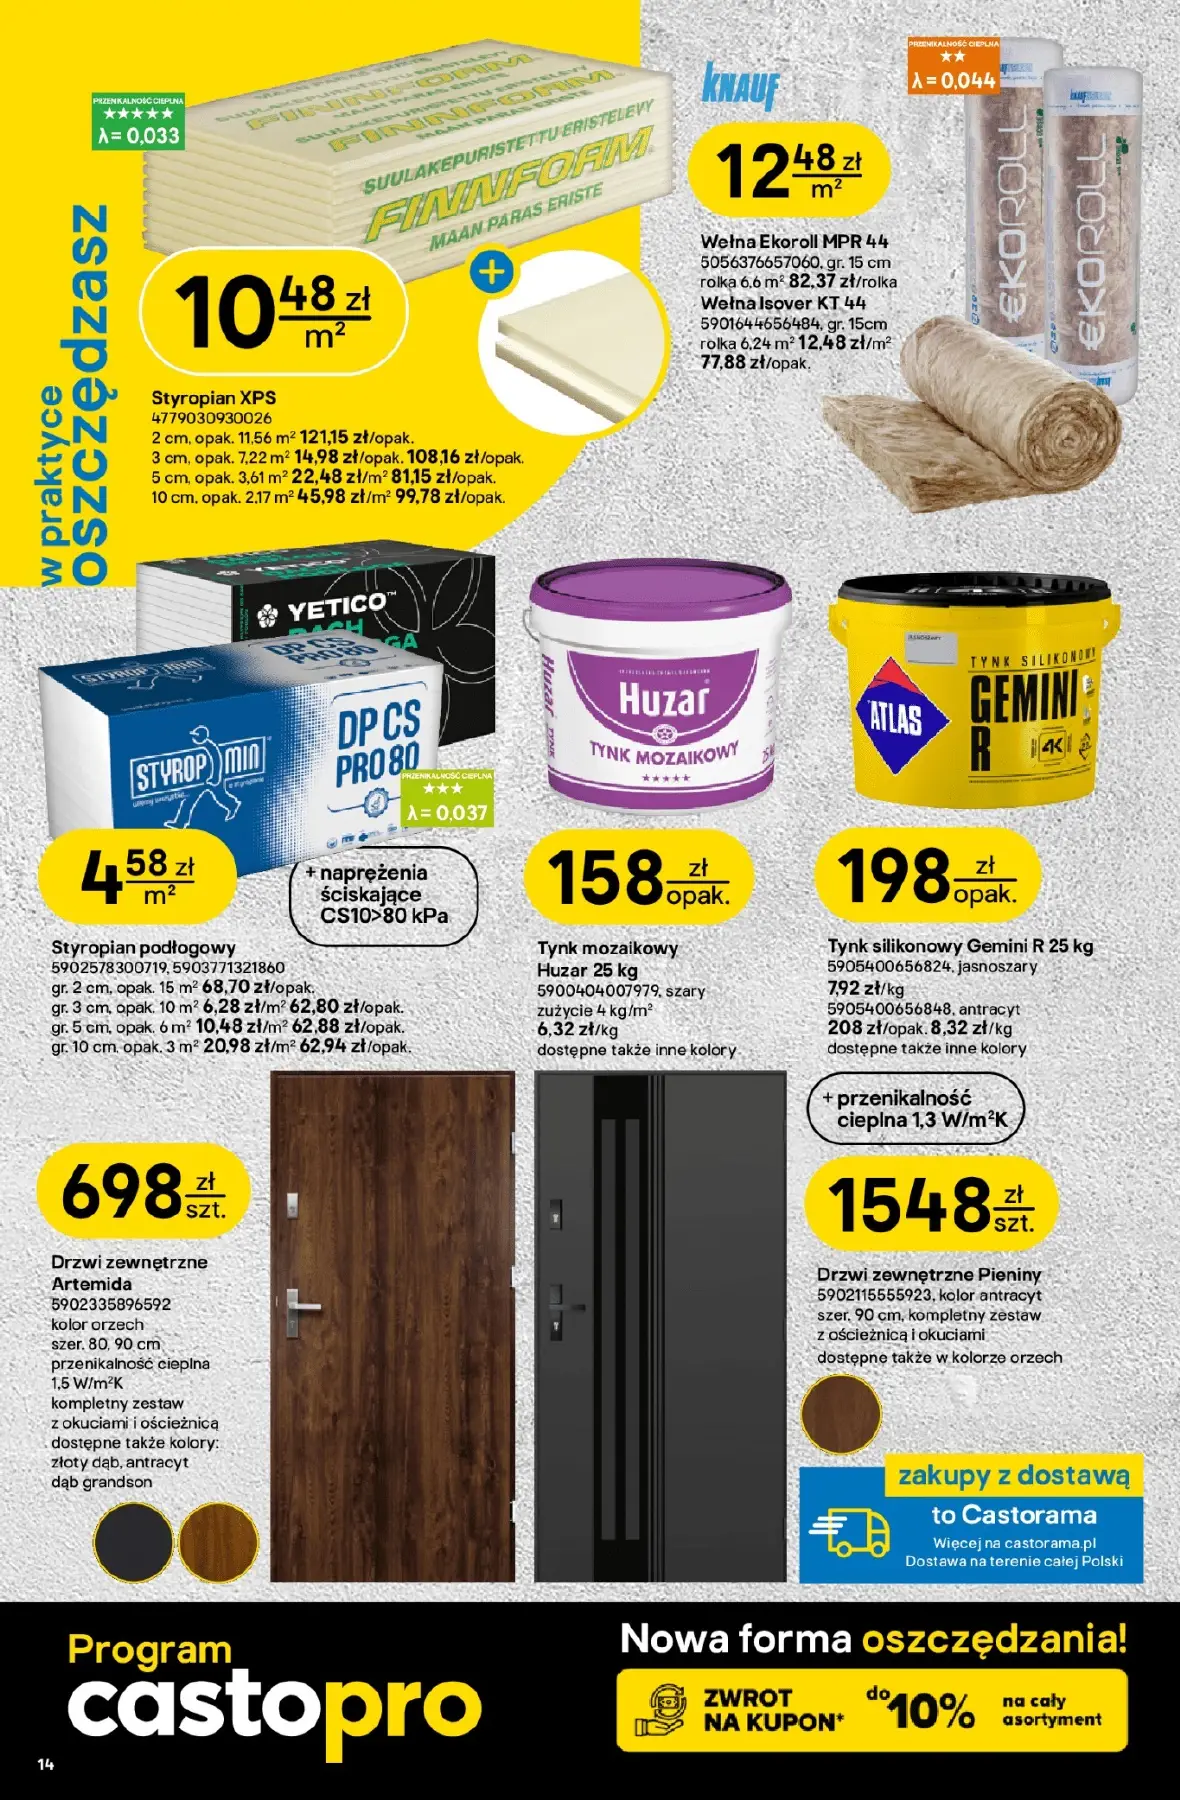 w praktyce
oszczędzasz
PRZENIKALNOŚĆ CIEPLNA
★★★★★
λ=0,033
SUULAKEPURISTETTU ERISTELEVY
FINNFORM
MAAN PARAS ERISTE
10 48 zł
m²
Styropian XPS
4779030930026
2 cm, opak. 11,56 m² 121,15 zł/opak.
3 cm, opak. 7,22 m² 14,98 zł/opak. 108,16 zł/opak.
5 cm, opak. 3,61 m² 22,48 zł/m² 81,15 zł/opak.
10 cm, opak. 2,17 m² 45,98 zł/m² 99,78 zł/opak.
KNAUF
PRZENIKALNOŚĆ CIEPLNA
★★
λ=0,044
EKOROLL
EKOROLL
12 48 zł
m²
Wełna Ekoroll MPR 44
5056376657060, gr. 15 cm
rolka 6,6 m² 82,37 zł/rolka
Wełna Isover KT 44
5901644656484, gr. 15cm
rolka 6,24 m² 12,48 zł/m²
77,88 zł/opak.
YETICO™
DACH
STYROPMIN
DP CS
PRO 80
STYROPMIN
PRZENIKALNOŚĆ CIEPLNA
★★★
λ=0,037
4 58 zł
m²
+ naprężenia
ściskające
CS10>80 kPa
Styropian podłogowy
5902578300719, 5903771321860
gr. 2 cm, opak. 15 m² 68,70 zł/opak.
gr. 3 cm, opak. 10 m² 6,28 zł/m² 62,80 zł/opak.
gr. 5 cm, opak. 6 m² 10,48 zł/m² 62,88 zł/opak.
gr. 10 cm, opak. 3 m² 20,98 zł/m² 62,94 zł/opak.
Huzar
TYNK MOZAIKOWY
★★★★★
158 zł
opak.
Tynk mozaikowy
Huzar 25 kg
5900404007979, szary
zużycie 4 kg/m²
6,32 zł/kg
dostępne także inne kolory
JASNOSZARY
TYNK SILIKONOWY
GEMINI
R
4K
ATLAS
198 zł
opak.
Tynk silikonowy Gemini R 25 kg
5905400656824, jasnoszary
7,92 zł/kg
5905400656848, antracyt
208 zł/opak. 8,32 zł/kg
dostępne także inne kolory
+ przenikalność
cieplna 1,3 W/m²K
698 zł
szt.
Drzwi zewnętrzne
Artemida
5902335896592
kolor orzech
szer. 80, 90 cm
przenikalność cieplna
1,5 W/m²K
kompletny zestaw
z okuciami i ościeżnicą
dostępne także kolory:
złoty dąb, antracyt
dąb grandson
1548 zł
szt.
Drzwi zewnętrzne Pieniny
5902115555923, kolor antracyt
szer. 90 cm, kompletny zestaw
z ościeżnicą i okuciami
dostępne także w kolorze orzech
zakupy z dostawą
to Castorama
Więcej na castorama.pl
Dostawa na terenie całej Polski
Program
castopro
Nowa forma oszczędzania!
ZWROT
NA KUPON*
do 10%
na cały
asortyment
14